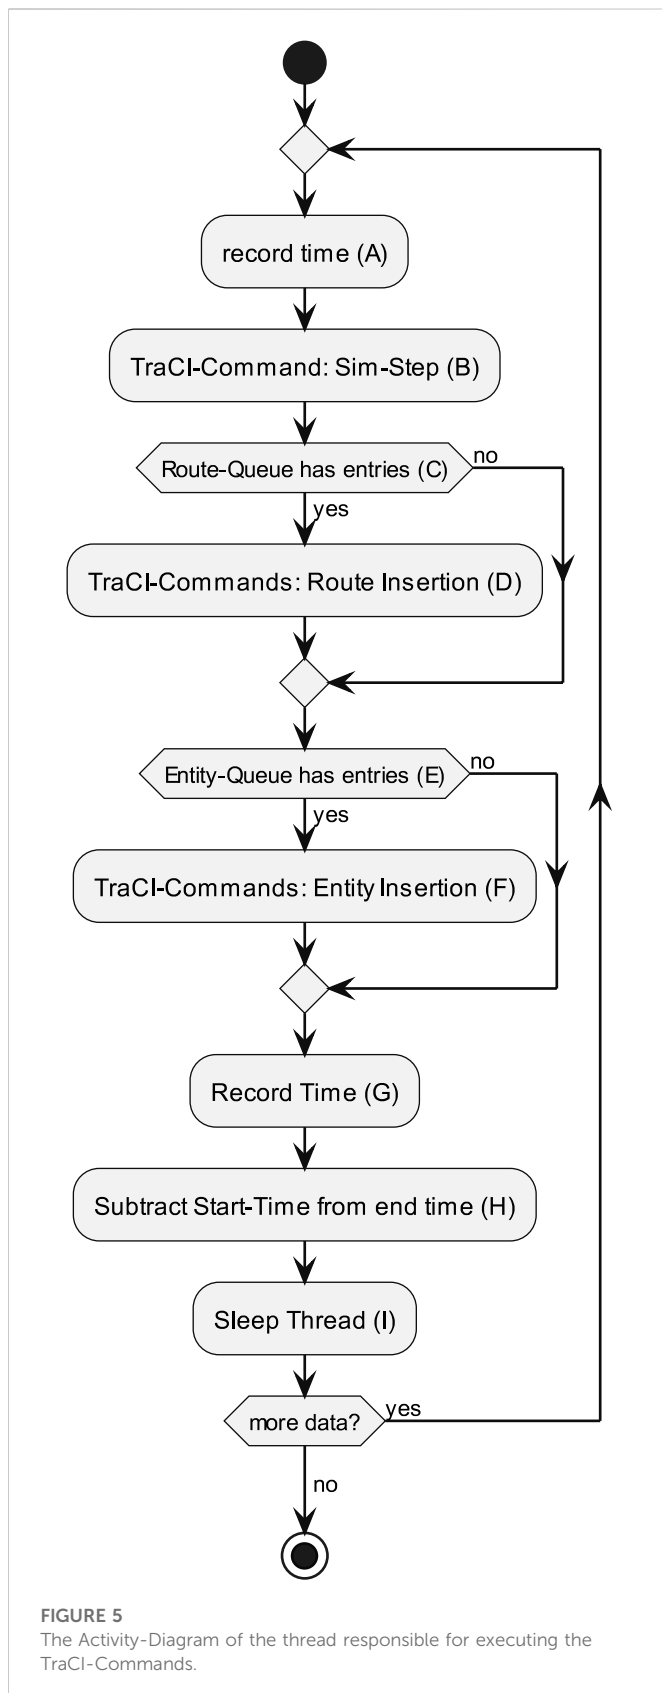 record time (A)
TraCI-Command: Sim-Step (B)
Route-Queue has entries (C)
no
yes
TraCI-Commands: Route Insertion (D)
Entity-Queue has entries (E)
no
yes
TraCI-Commands: Entity Insertion (F)
Record Time (G)
Subtract Start-Time from end time (H)
Sleep Thread (I)
more data?
yes
no
FIGURE 5
The Activity-Diagram of the thread responsible for executing the
TraCI-Commands.